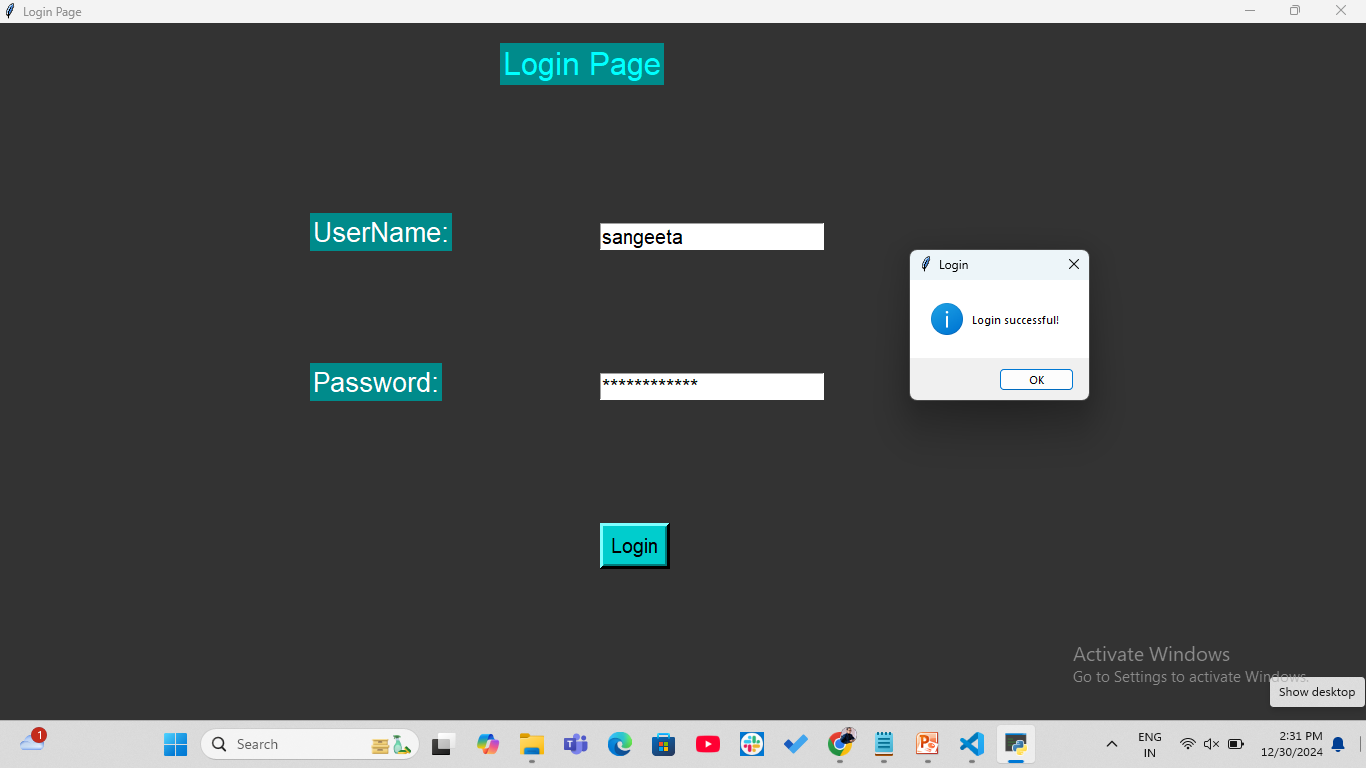 Login Page
Login Page
UserName:
sangeeta
Login
Login successful!
OK
Password:
************
Login
Activate Windows
Go to Settings to activate Windows.
Show desktop
1
Search
ENG
IN
2:31 PM
12/30/2024